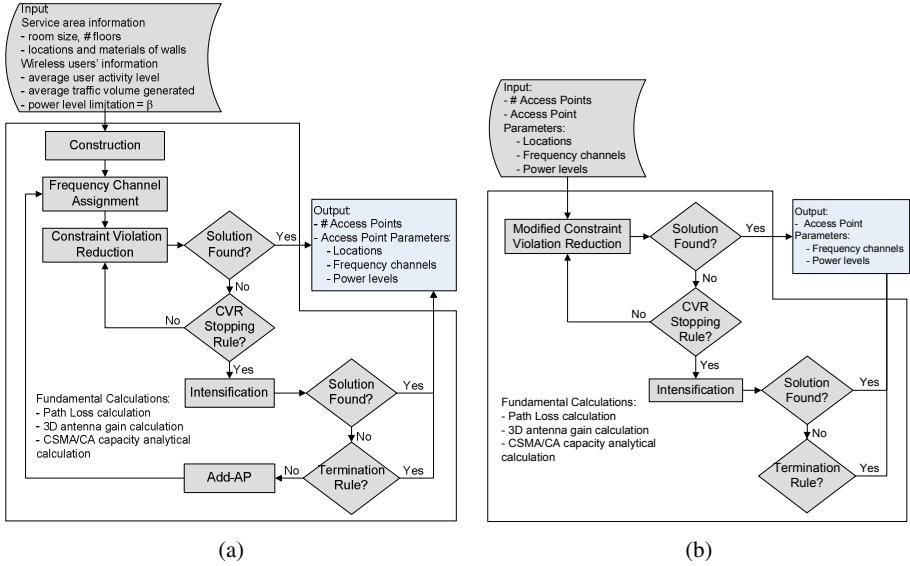 Input:
Service area information
- room size, # floors
- locations and materials of walls
Wireless users' information
- average user activity level
- average traffic volume generated
- power level limitation = β
Construction
Frequency Channel
Assignment
Constraint Violation
Reduction
Solution
Found?
Yes
No
Output:
- # Access Points
- Access Point Parameters:
- Locations
- Frequency channels
- Power levels
CVR
Stopping
Rule?
No
Yes
Intensification
Solution
Found?
Yes
No
Fundamental Calculations:
- Path Loss calculation
- 3D antenna gain calculation
- CSMA/CA capacity analytical
calculation
Add-AP
No
Termination
Rule?
Yes
(a)
Input:
- # Access Points
- Access Point
Parameters:
- Locations
- Frequency channels
- Power levels
Modified Constraint
Violation Reduction
Solution
Found?
Yes
No
Output:
- Access Point
Parameters:
- Frequency channels
- Power levels
CVR
Stopping
Rule?
No
Yes
Intensification
Solution
Found?
Yes
No
Fundamental Calculations:
- Path Loss calculation
- 3D antenna gain calculation
- CSMA/CA capacity analytical
calculation
Termination
Rule?
Yes
(b)